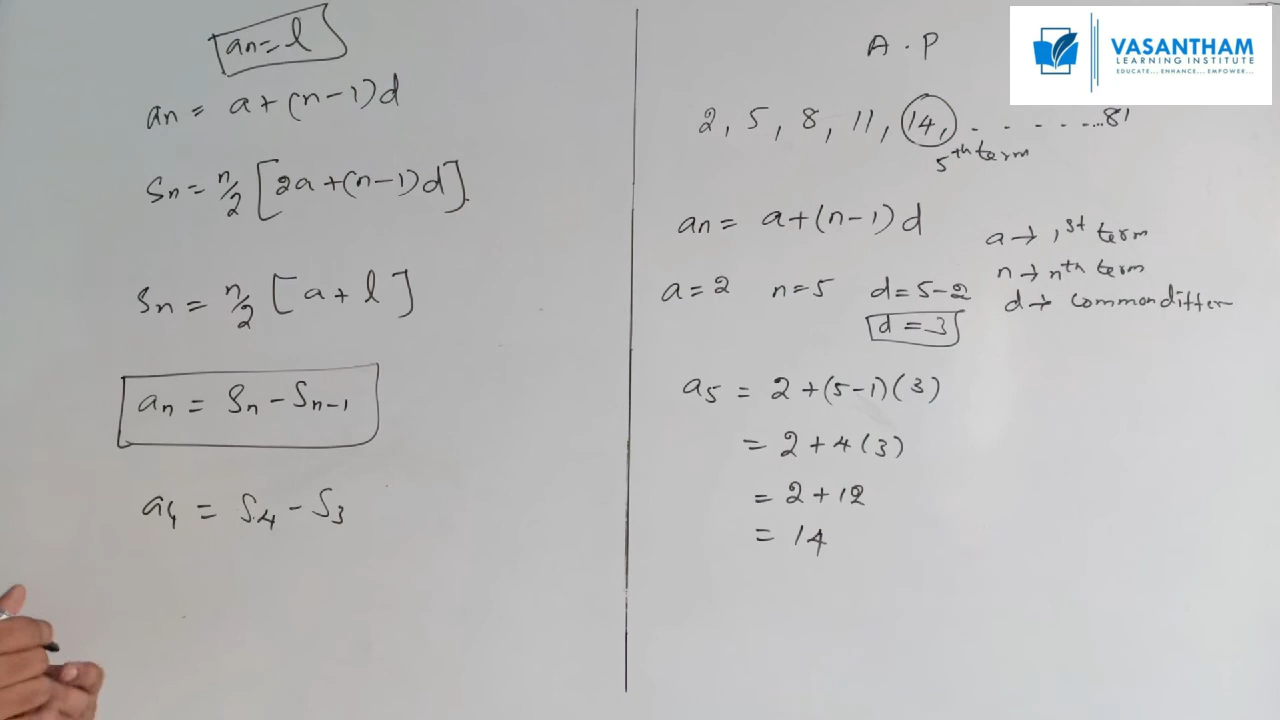 an = l
an = a+(n-1)d
Sn = n/2 [2a+(n-1)d].
Sn = n/2 [a+l]
an = Sn - Sn-1
a4 = S4 - S3
A.P
2, 5, 8, 11, 14, . . . . . ...81
5th term
an = a+(n-1)d
a → 1st term
n → nth term
d → common differ
a=2 n=5 d=5-2
d=3
a5 = 2+(5-1)(3)
= 2+4(3)
= 2+12
= 14
VASANTHAM
LEARNING INSTITUTE
EDUCATE... ENHANCE... EMPOWER...